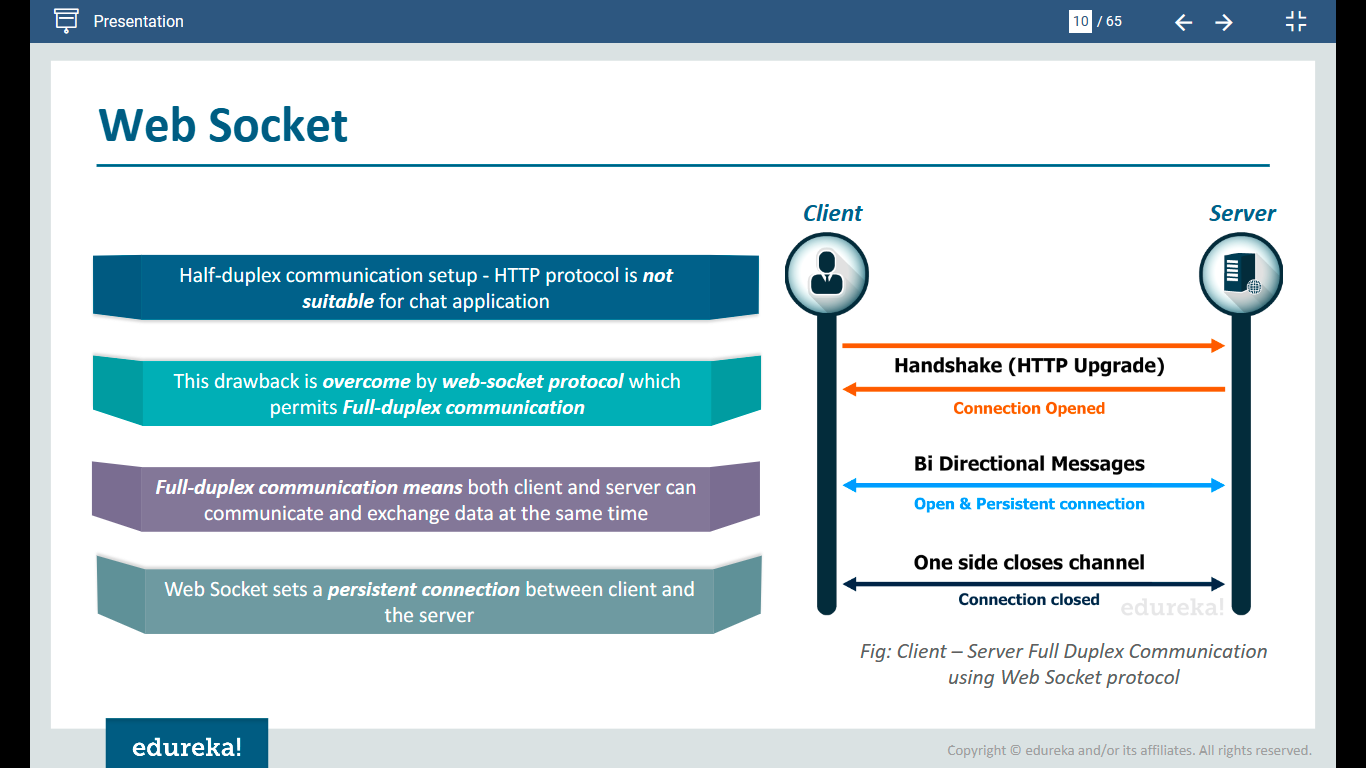 Presentation
10 / 65
Web Socket
Half-duplex communication setup - HTTP protocol is not
suitable for chat application
This drawback is overcome by web-socket protocol which
permits Full-duplex communication
Full-duplex communication means both client and server can
communicate and exchange data at the same time
Web Socket sets a persistent connection between client and
the server
Client
Server
Handshake (HTTP Upgrade)
Connection Opened
Bi Directional Messages
Open & Persistent connection
One side closes channel
Connection closed
edureka!
Fig: Client – Server Full Duplex Communication
using Web Socket protocol
edureka!
Copyright © edureka and/or its affiliates. All rights reserved.